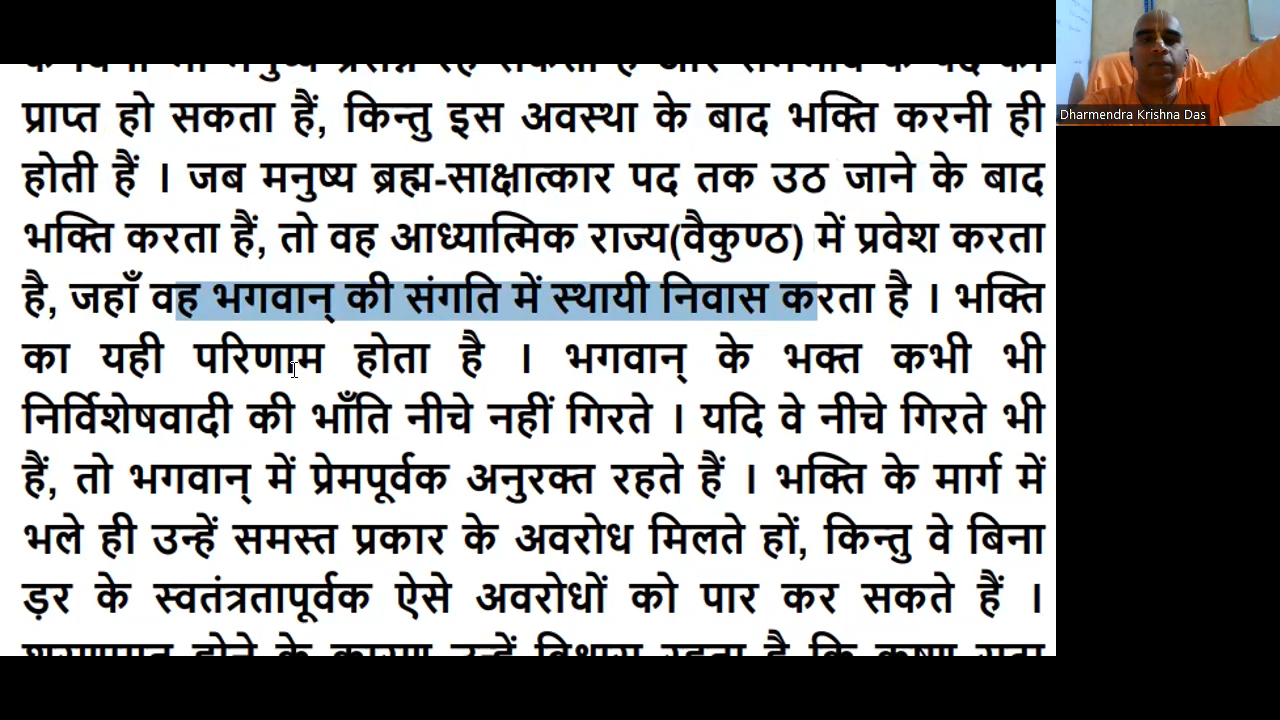 प्राप्त हो सकता हैं, किन्तु इस अवस्था के बाद भक्ति करनी ही
होती हैं । जब मनुष्य ब्रह्म-साक्षात्कार पद तक उठ जाने के बाद
भक्ति करता हैं, तो वह आध्यात्मिक राज्य(वैकुण्ठ) में प्रवेश करता
है, जहाँ वह भगवान् की संगति में स्थायी निवास करता है । भक्ति
का यही परिणाम होता है । भगवान् के भक्त कभी भी
निर्विशेषवादी की भाँति नीचे नहीं गिरते । यदि वे नीचे गिरते भी
हैं, तो भगवान् में प्रेमपूर्वक अनुरक्त रहते हैं । भक्ति के मार्ग में
भले ही उन्हें समस्त प्रकार के अवरोध मिलते हों, किन्तु वे बिना
ड़र के स्वतंत्रतापूर्वक ऐसे अवरोधों को पार कर सकते हैं ।
Dharmendra Krishna Das